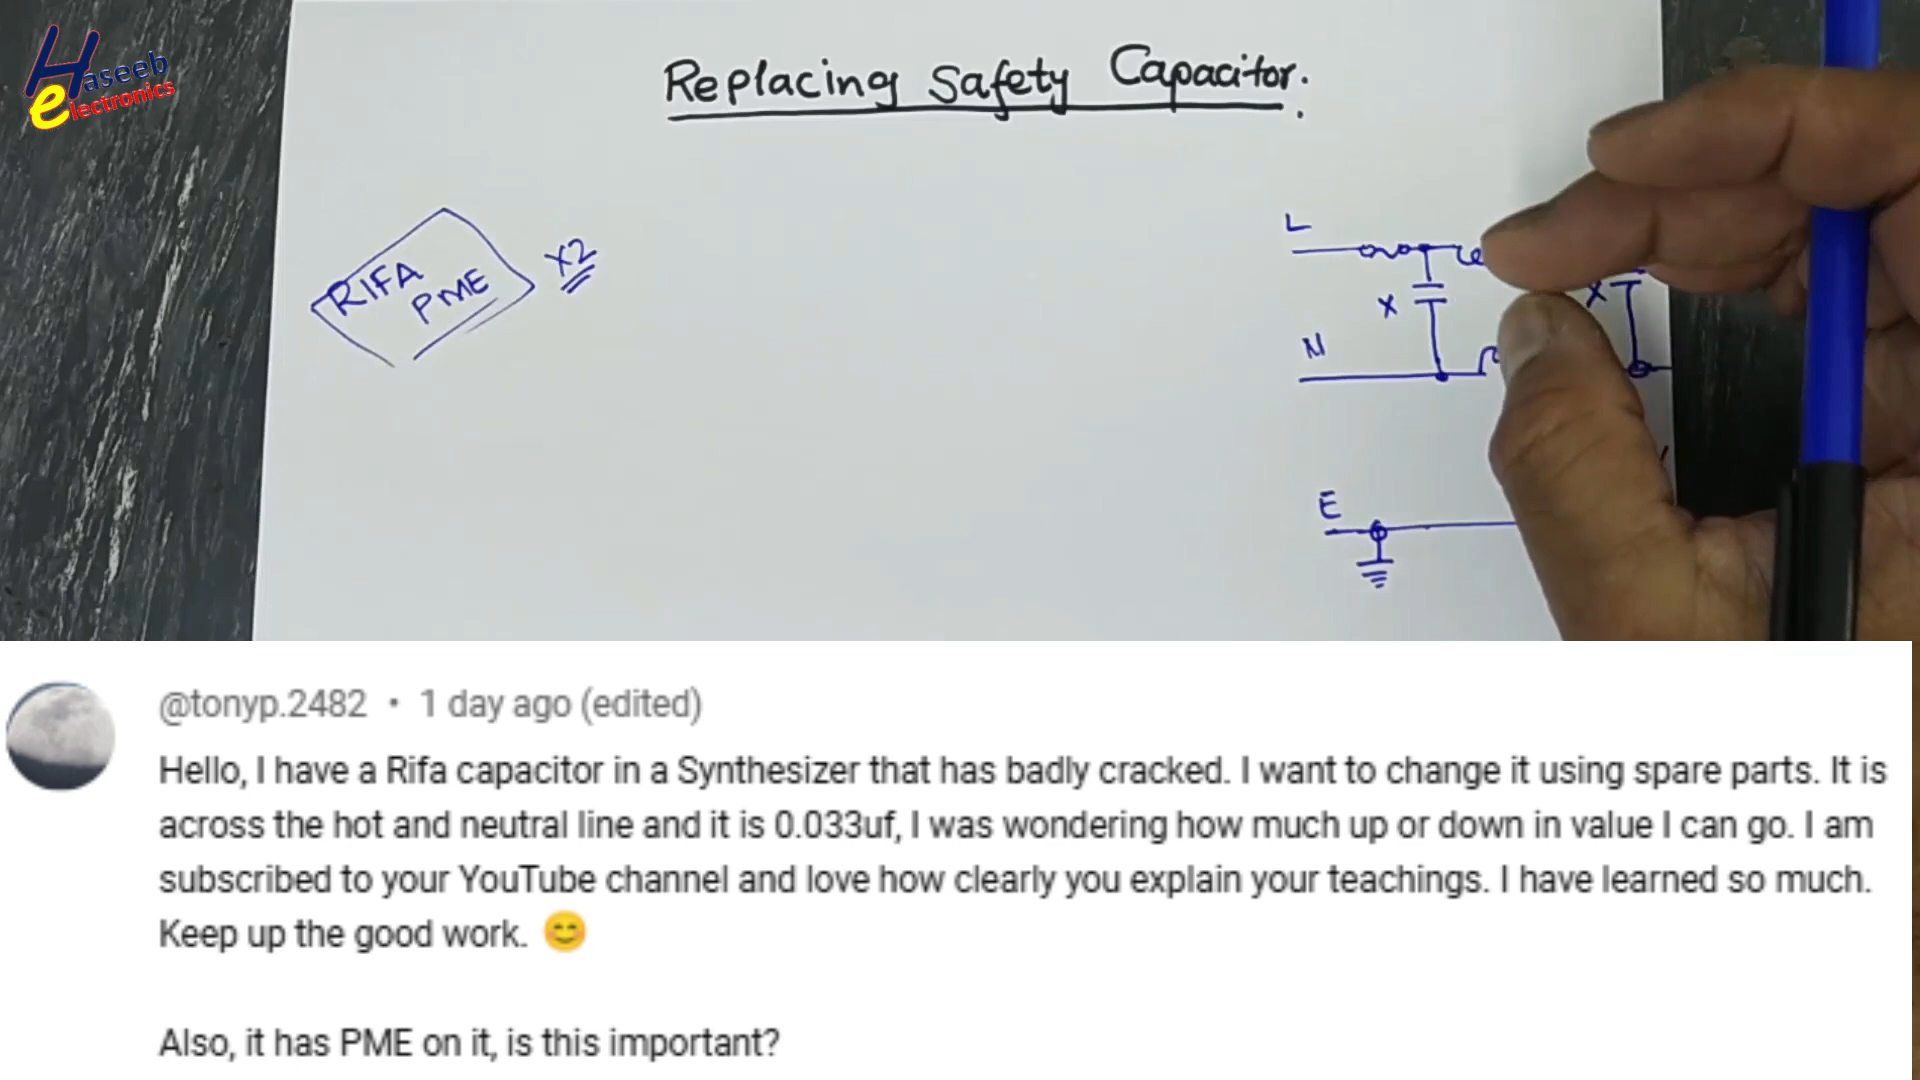 Haseeb
electronics
Replacing Safety Capacitor.
RIFA
PME
X2
L
X
X
N
E
@tonyp.2482 • 1 day ago (edited)
Hello, I have a Rifa capacitor in a Synthesizer that has badly cracked. I want to change it using spare parts. It is
across the hot and neutral line and it is 0.033uf, I was wondering how much up or down in value I can go. I am
subscribed to your YouTube channel and love how clearly you explain your teachings. I have learned so much.
Keep up the good work. 😊
Also, it has PME on it, is this important?